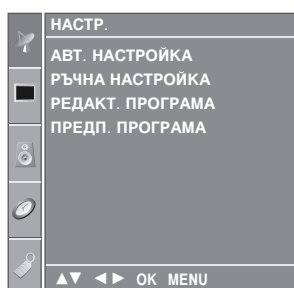 НАСТР.
АВТ. НАСТРОЙКА
РЪЧНА НАСТРОЙКА
РЕДАКТ. ПРОГРАМА
ПРЕДП. ПРОГРАМА
▲▼ ◄► OK MENU